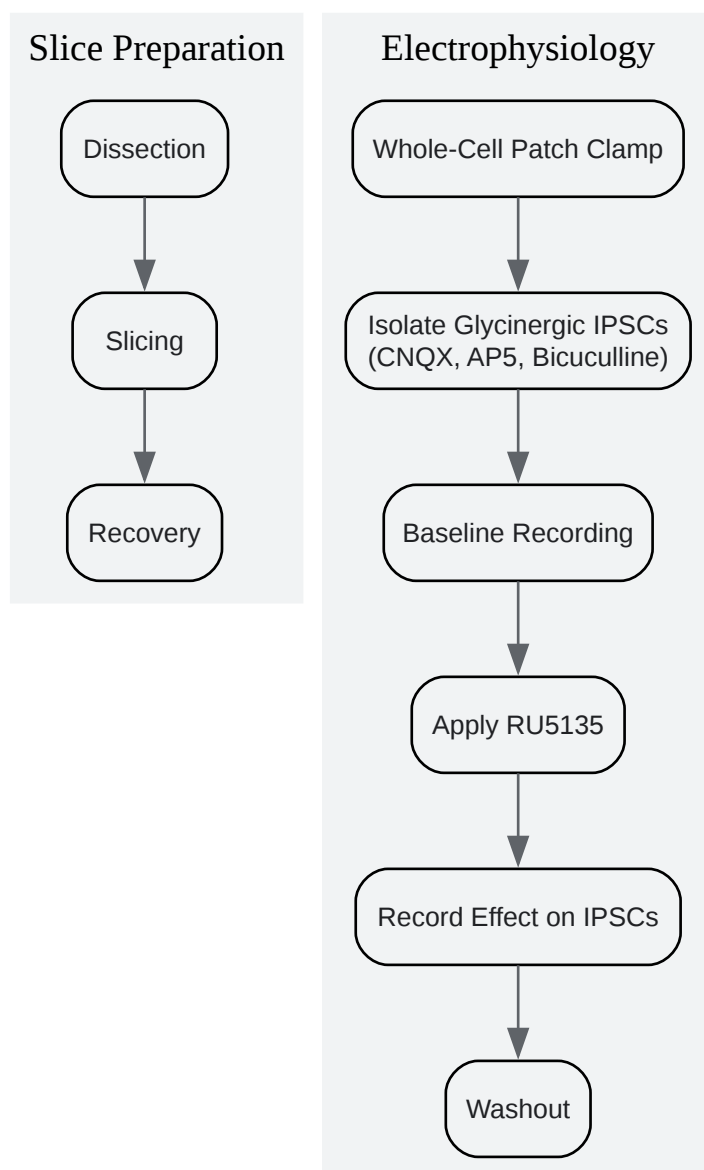 Slice Preparation
Dissection
Slicing
Recovery
Electrophysiology
Whole-Cell Patch Clamp
Isolate Glycinergic IPSCs
(CNQX, AP5, Bicuculline)
Baseline Recording
Apply RU5135
Record Effect on IPSCs
Washout